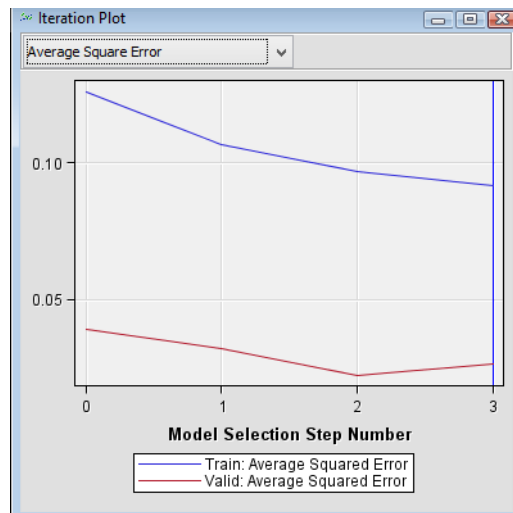 Iteration Plot
Average Square Error
0.10
0.05
0 1 2 3
Model Selection Step Number
Train: Average Squared Error
Valid: Average Squared Error